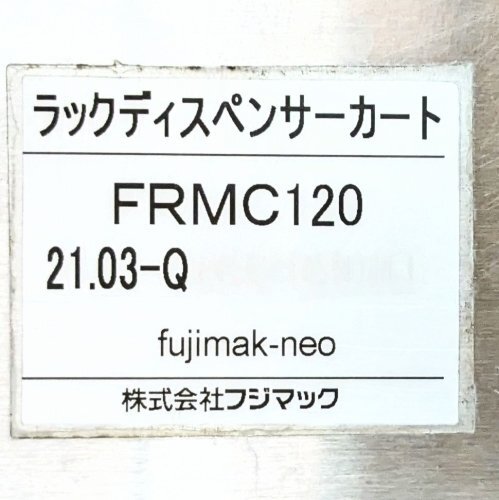 ラックディスペンサーカート
FRMC120
21.03-Q
fujimak-neo
株式会社フジマック